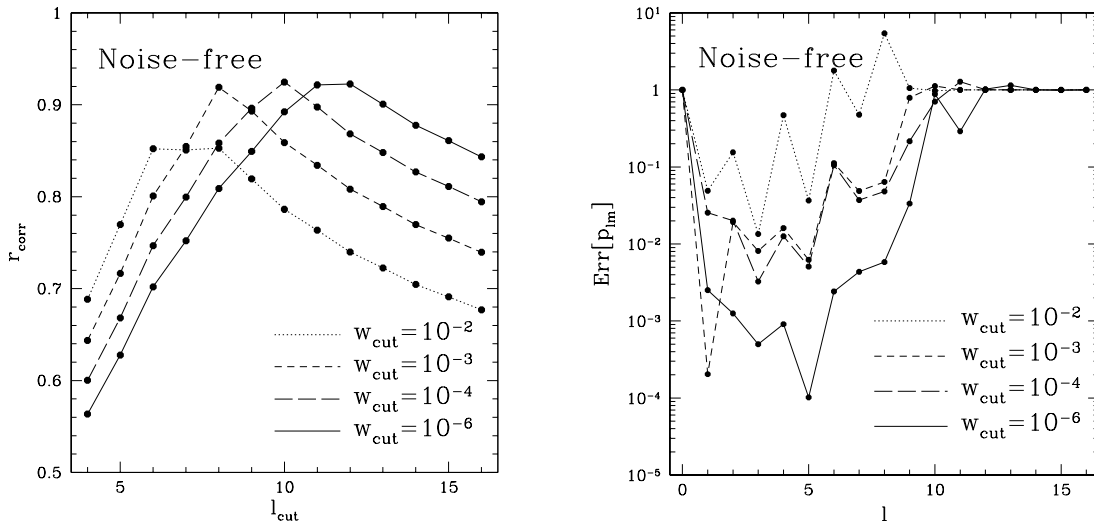 Noise-free
1
0.9
0.8
0.7
0.6
0.5
r_corr
5
10
15
l_cut
w_cut=10^-2
w_cut=10^-3
w_cut=10^-4
w_cut=10^-6
Noise-free
10^1
1
10^-1
10^-2
10^-3
10^-4
10^-5
Err[p_lm]
0
5
10
15
l
w_cut=10^-2
w_cut=10^-3
w_cut=10^-4
w_cut=10^-6